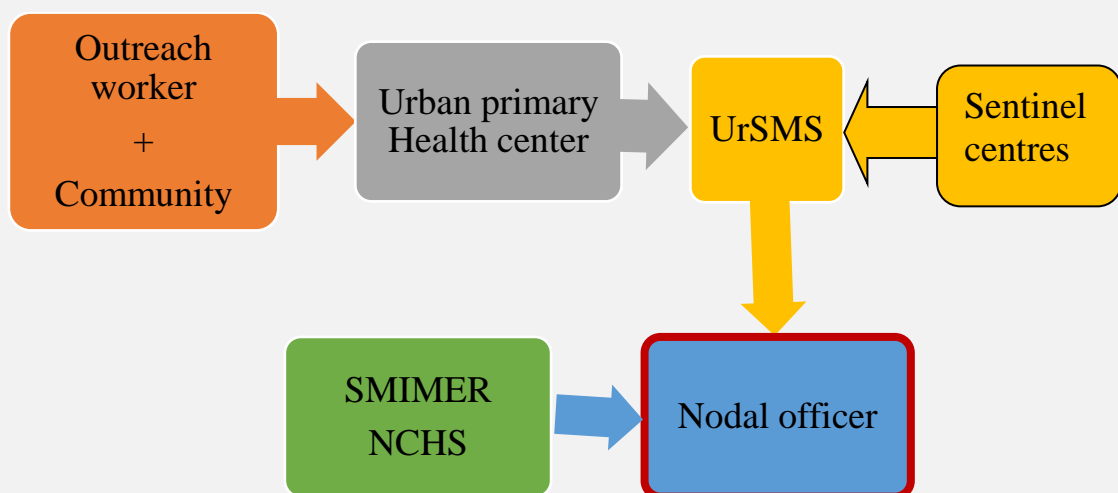 Outreach
worker
+
Community
Urban primary
Health center
UrSMS
Sentinel
centres
SMIMER
NCHS
Nodal officer